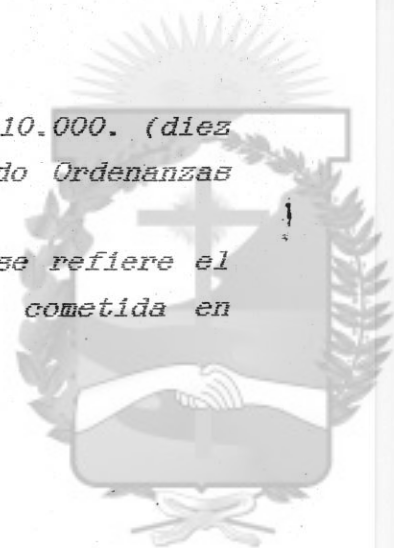 10.000. (diez
do Ordenanzas
se refiere el
cometida en